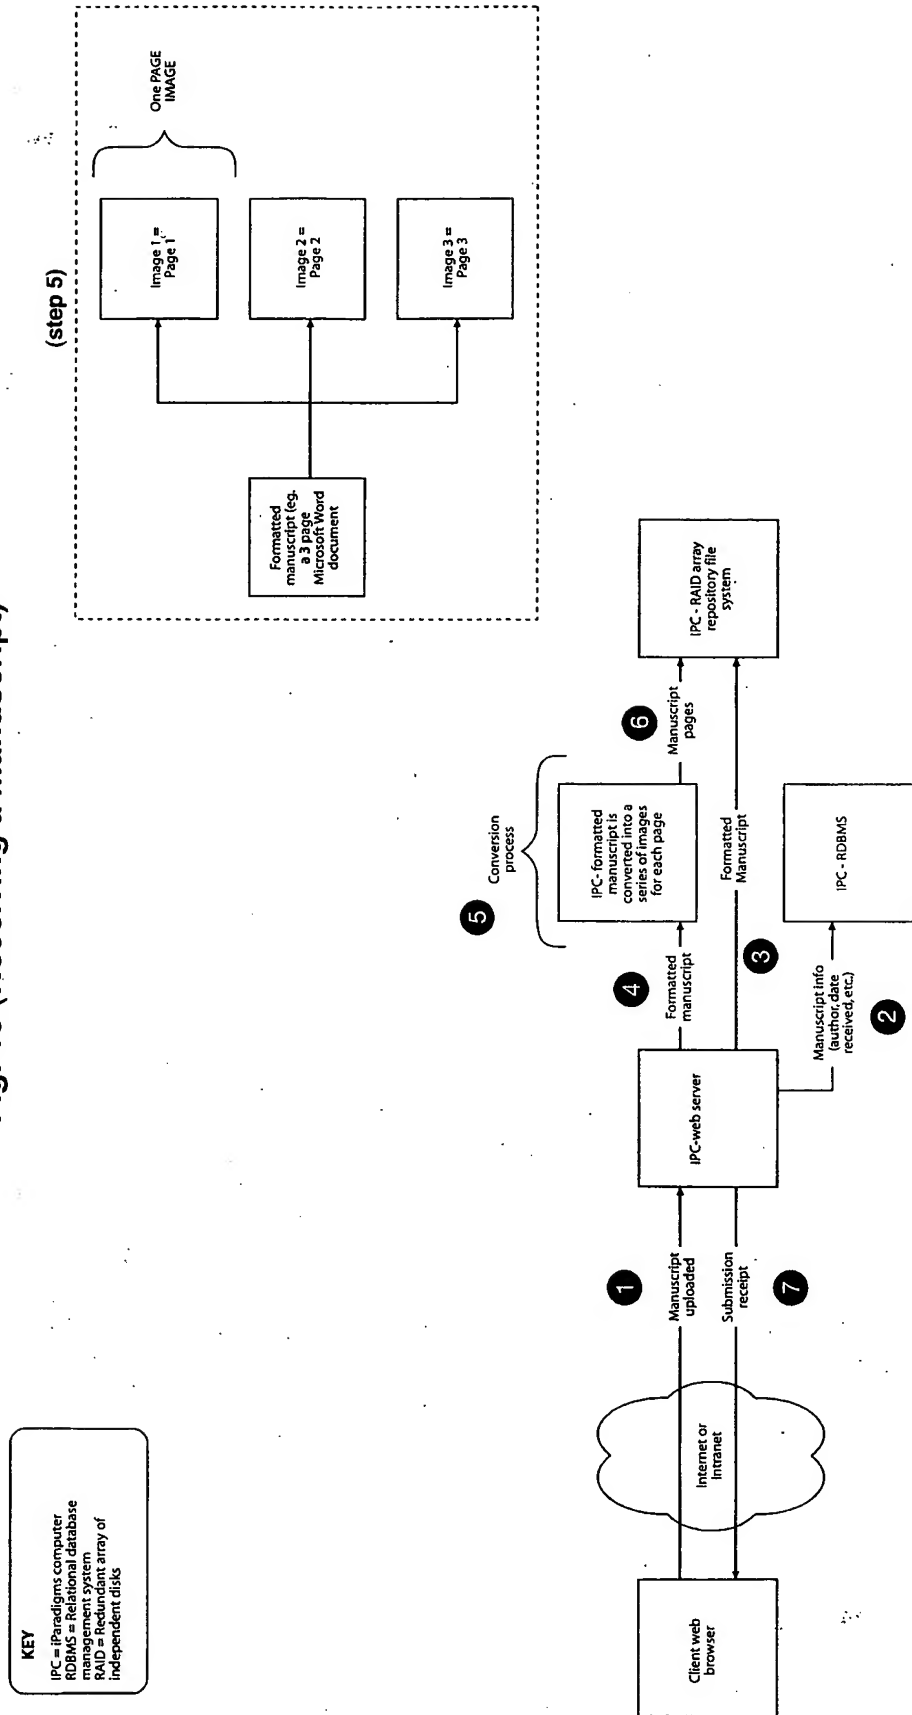 (step 5)
One PAGE
IMAGE
Image 1 =
Page 1
Image 2 =
Page 2
Image 3 =
Page 3
Formatted
manuscript (eg.
a 3 page
Microsoft Word
document
KEY
IPC = iParadigms computer
RDBMS = Relational database
management system
RAID = Redundant array of
independent disks
Client web
browser
Internet or
Intranet
1
Manuscript
uploaded
Submission
receipt
7
IPC-web server
4
Formatted
manuscript
3
Formatted
Manuscript
Manuscript info
(author, date
received, etc.)
2
5
Conversion
process
IPC- formatted
manuscript is
converted into a
series of images
for each page
IPC - RDBMS
6
Manuscript
pages
IPC - RAID array
repository file
system